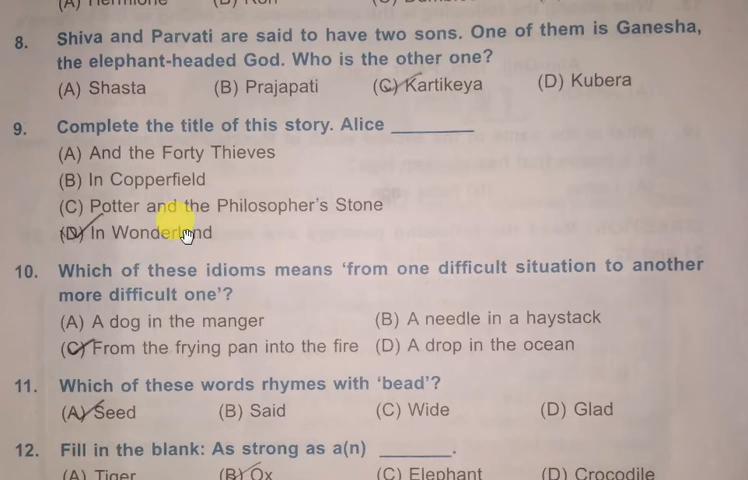 (A) Hermione (B) Ron
8. Shiva and Parvati are said to have two sons. One of them is Ganesha,
the elephant-headed God. Who is the other one?
(A) Shasta (B) Prajapati (C) Kartikeya (D) Kubera
9. Complete the title of this story. Alice ________
(A) And the Forty Thieves
(B) In Copperfield
(C) Potter and the Philosopher's Stone
(D) In Wonderland
10. Which of these idioms means 'from one difficult situation to another
more difficult one'?
(A) A dog in the manger (B) A needle in a haystack
(C) From the frying pan into the fire (D) A drop in the ocean
11. Which of these words rhymes with 'bead'?
(A) Seed (B) Said (C) Wide (D) Glad
12. Fill in the blank: As strong as a(n) _______.
(A) Tiger (B) Ox (C) Elephant (D) Crocodile